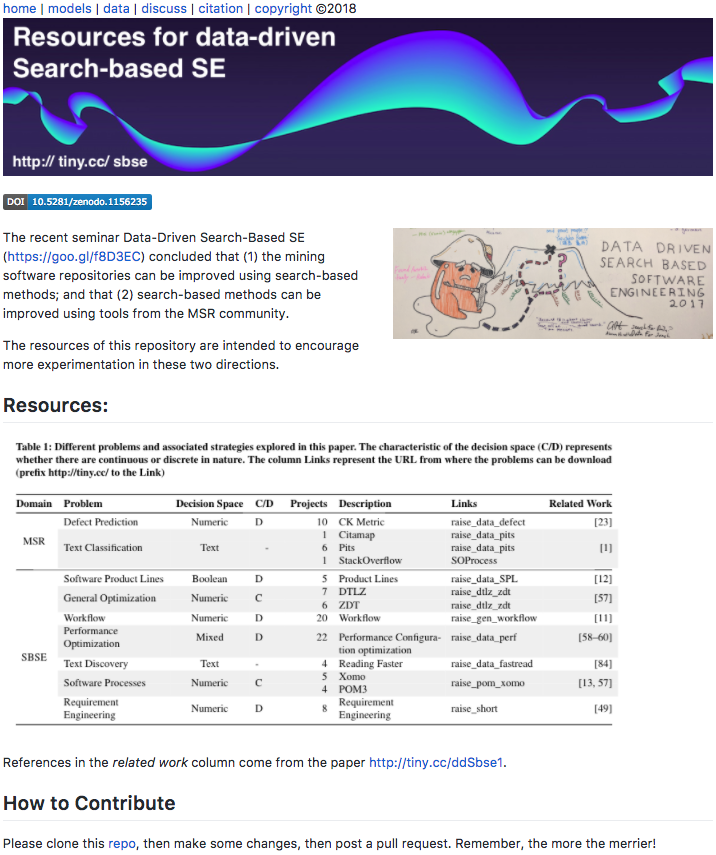 home | models | data | discuss | citation | copyright ©2018
Resources for data-driven
Search-based SE
http:// tiny.cc/ sbse
DOI 10.5281/zenodo.1156235
The recent seminar Data-Driven Search-Based SE
(https://goo.gl/f8D3EC) concluded that (1) the mining
software repositories can be improved using search-based
methods; and that (2) search-based methods can be
improved using tools from the MSR community.
DATA DRIVEN
SEARCH BASED
SOFTWARE
ENGINEERING
2017
The resources of this repository are intended to encourage
more experimentation in these two directions.
Resources:
Table 1: Different problems and associated strategies explored in this paper. The characteristic of the decision space (C/D) represents
whether there are continuous or discrete in nature. The column Links represent the URL from where the problems can be download
(prefix http://tiny.cc/ to the Link)
Domain Problem Decision Space C/D Projects Description Links Related Work
MSR
Defect Prediction Numeric D 10 CK Metric raise_data_defect [23]
Text Classification Text - 
1 Citamap raise_data_pits
6 Pits raise_data_pits [1]
1 StackOverflow SOProcess
SBSE
Software Product Lines Boolean D 5 Product Lines raise_data_SPL [12]
General Optimization Numeric C
7 DTLZ raise_dtlz_zdt
6 ZDT raise_dtlz_zdt
[57]
Workflow Numeric D 20 Workflow raise_gen_workflow [11]
Performance
Optimization
Mixed D 22 Performance Configura-
tion optimization
raise_data_perf [58–60]
Text Discovery Text - 4 Reading Faster raise_data_fastread [84]
Software Processes Numeric C
5 Xomo
4 POM3
raise_pom_xomo [13, 57]
Requirement
Engineering
Numeric D 8 Requirement
Engineering
raise_short [49]
References in the related work column come from the paper http://tiny.cc/ddSbse1.
How to Contribute
Please clone this repo, then make some changes, then post a pull request. Remember, the more the merrier!